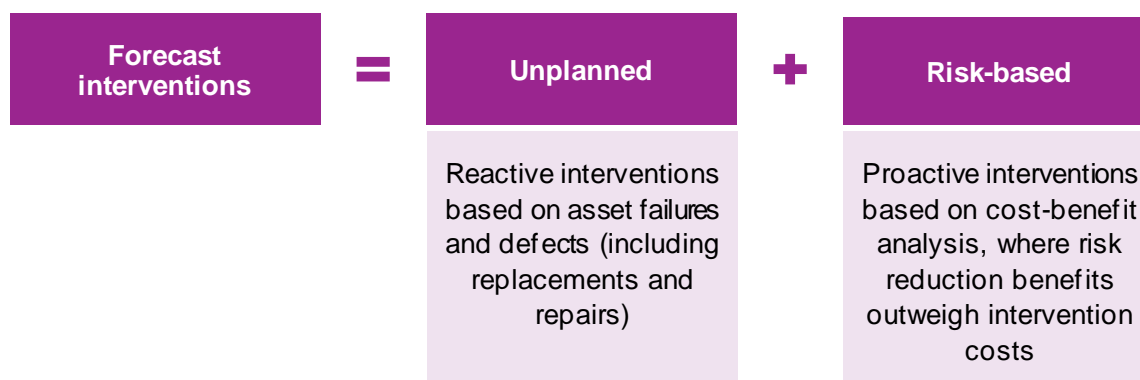 Forecast
interventions
=
Unplanned
+
Risk-based
Reactive interventions
based on asset failures
and defects (including
replacements and
repairs)
Proactive interventions
based on cost-benefit
analysis, where risk
reduction benefits
outweigh intervention
costs